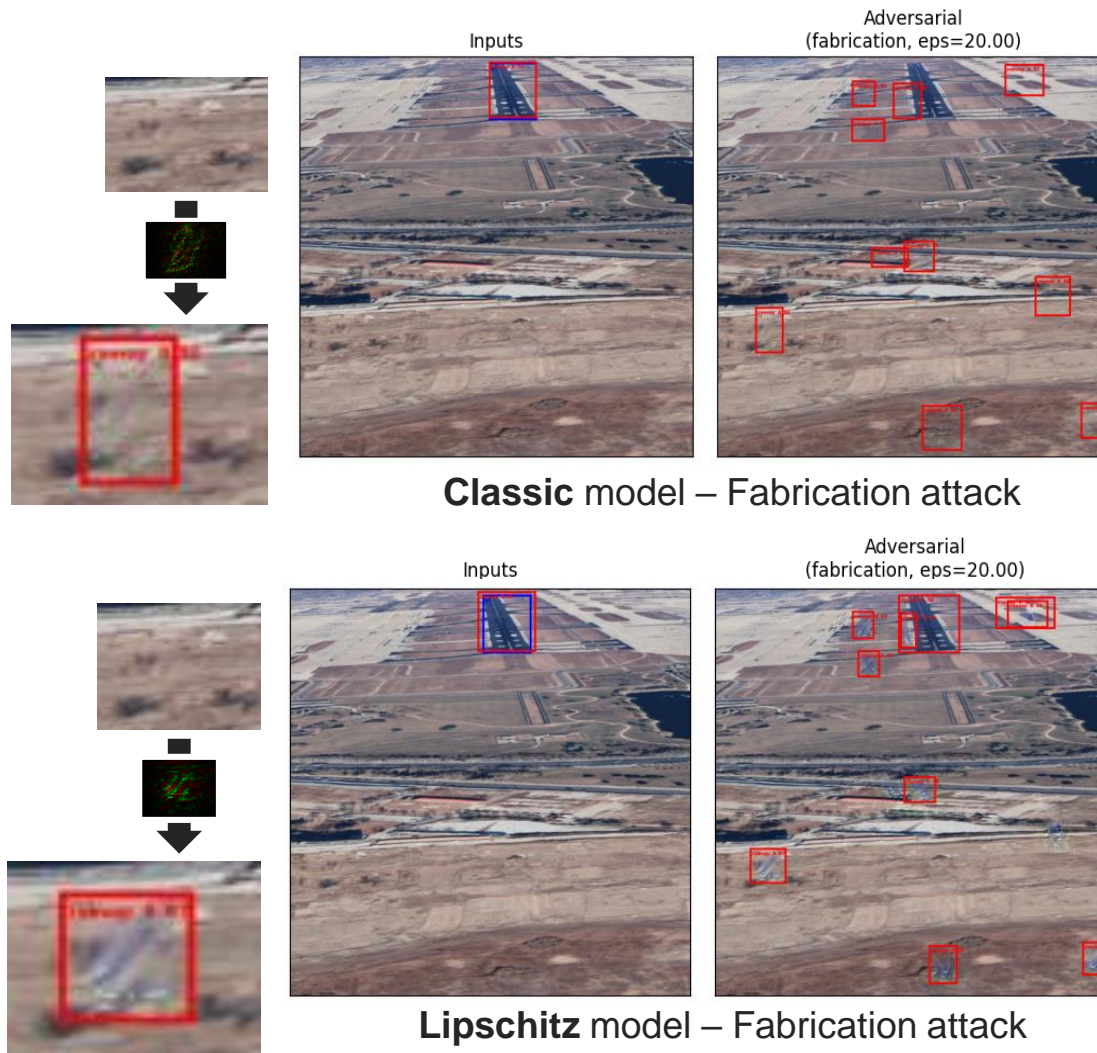 Inputs
Adversarial
(fabrication, eps=20.00)
Classic model – Fabrication attack
Inputs
Adversarial
(fabrication, eps=20.00)
Lipschitz model – Fabrication attack